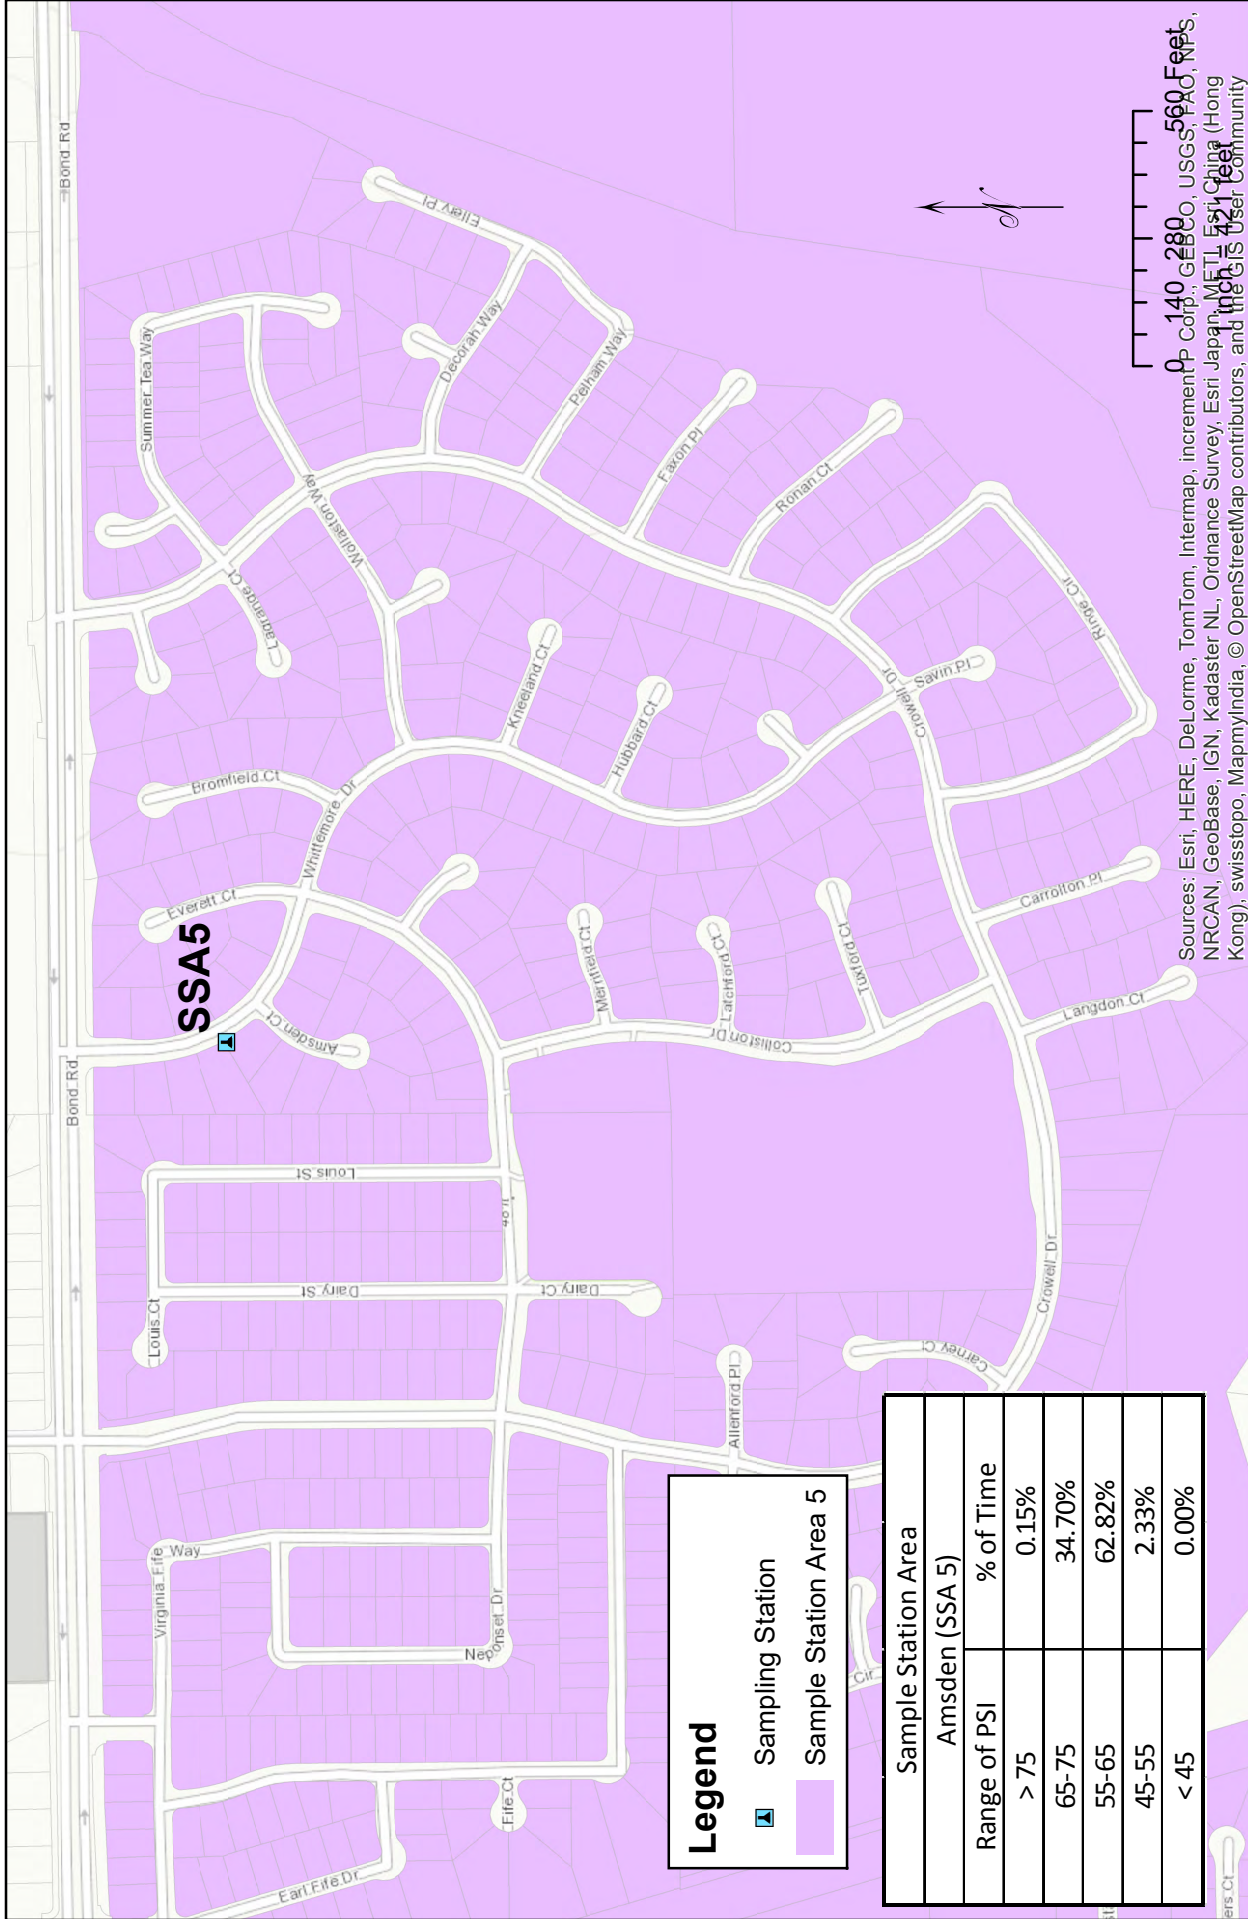 Bond Rd
Bond Rd
Summer Tea Way
Ellery Pl
Decorah Way
Pelham Way
Wollaston Way
Lagrange Ct
Faxon Pl
Ronan Ct
Kneeland Ct
Hubbard Ct
Bromfield Ct
Whittemore Dr
Everett Ct
SSA5
Amsden Ct
Merrifield Ct
Latchford Ct
Tuxford Ct
Colliston Dr
Crowell Dr
Savin Pl
Ringe Cir
Carrolton Pl
Langdon Ct
Crowell Dr
Louis St
Louis Ct
Dairy St
Dairy Ct
48 ft
Carney Ct
Allenford Pl
Virginia Fife Way
Neponset Dr
Fife Ct
Earl Fife Dr
Cir
ers Ct
Legend
Sampling Station
Sample Station Area 5
Sample Station Area
Amsden (SSA 5)
Range of PSI % of Time
> 75 0.15%
65-75 34.70%
55-65 62.82%
45-55 2.33%
< 45 0.00%
N
0 140 280 560 Feet
1 inch = 421 feet
Sources: Esri, HERE, DeLorme, TomTom, Intermap, increment P Corp., GEBCO, USGS, FAO, NPS,
NRCAN, GeoBase, IGN, Kadaster NL, Ordnance Survey, Esri Japan, METI, Esri China (Hong
Kong), swisstopo, MapmyIndia, © OpenStreetMap contributors, and the GIS User Community